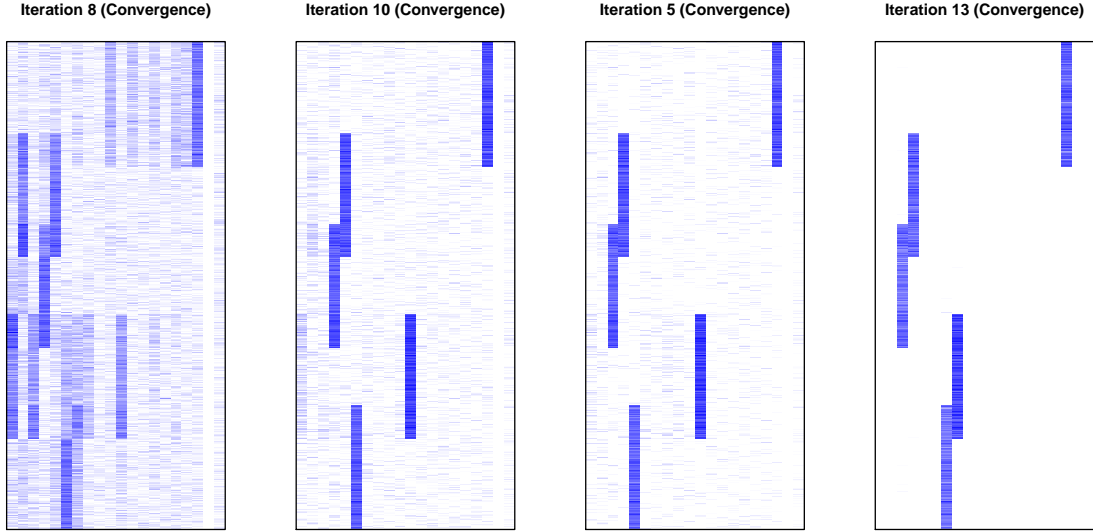 Iteration 8 (Convergence)
Iteration 10 (Convergence)
Iteration 5 (Convergence)
Iteration 13 (Convergence)